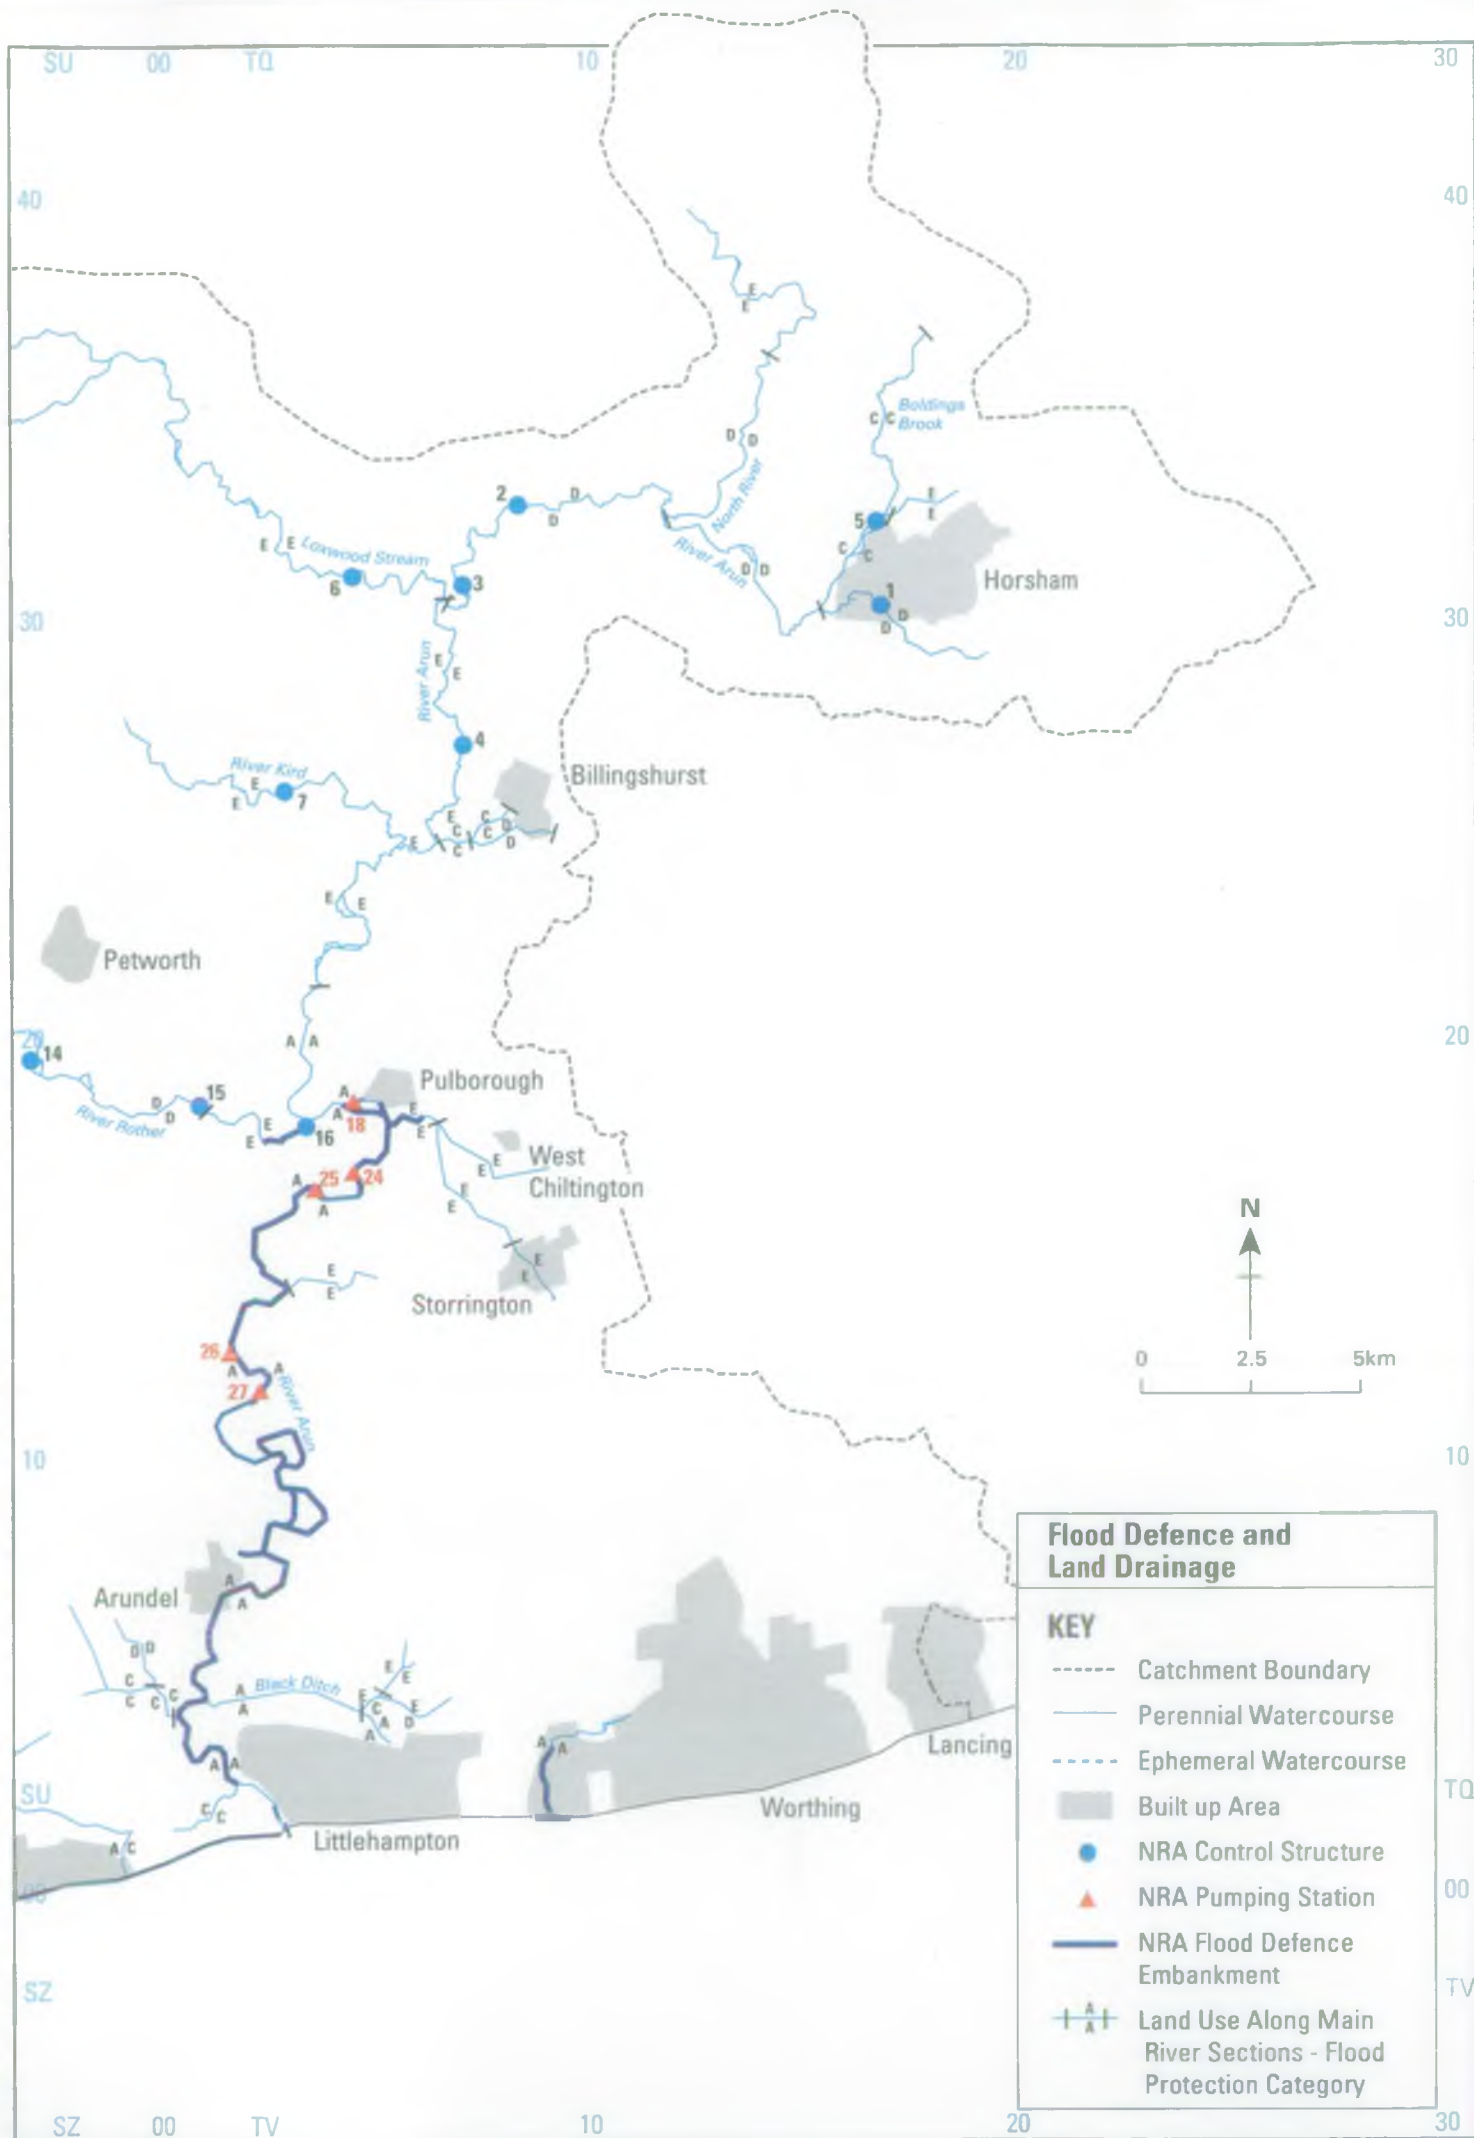 SU 00 TQ 10 20 30
40 40
E
E
Boldings
C C
Brook
D D
North River
2
D
D
5
E
E
C
C
River Arun
D D
E E
Loxwood Stream
6
3
Horsham
1
D
D
30 30
River Arun
E
E
4
River Kird
E
E
7
Billingshurst
E
C
D
C
C
C
D
E
E E
Petworth
20 20
14
A A
Pulborough
15
D
D
River Rother
E
E
16
A
A
18
E
E
West
Chiltington
E E
E
E
A
25
24
A
N
E
E
E
E
Storrington
0 2.5 5km
26
A
A
27
River Arun
10 10
Arundel
A
A
D D
C
C
C
C
A
A
Black Ditch
E
E
E
C
A
A
E
D
A A
A A
C
C
A C
SU TQ
Littlehampton
Worthing
Lancing
00 00
SZ TV
Flood Defence and
Land Drainage
KEY
Catchment Boundary
Perennial Watercourse
Ephemeral Watercourse
Built up Area
NRA Control Structure
NRA Pumping Station
NRA Flood Defence
Embankment
A
A
Land Use Along Main
River Sections - Flood
Protection Category
SZ 00 TV 10 20 30